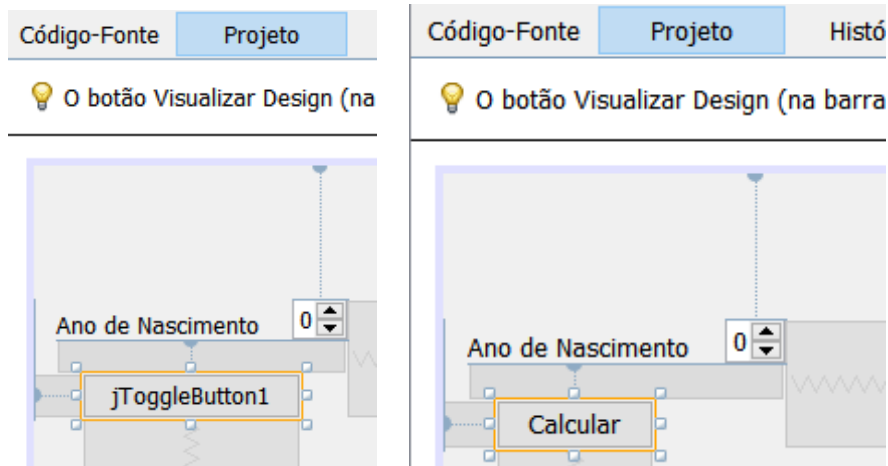 Código-Fonte Projeto
O botão Visualizar Design (na
Ano de Nascimento 0
jToggleButton1
Código-Fonte Projeto Histó
O botão Visualizar Design (na barra
Ano de Nascimento 0
Calcular